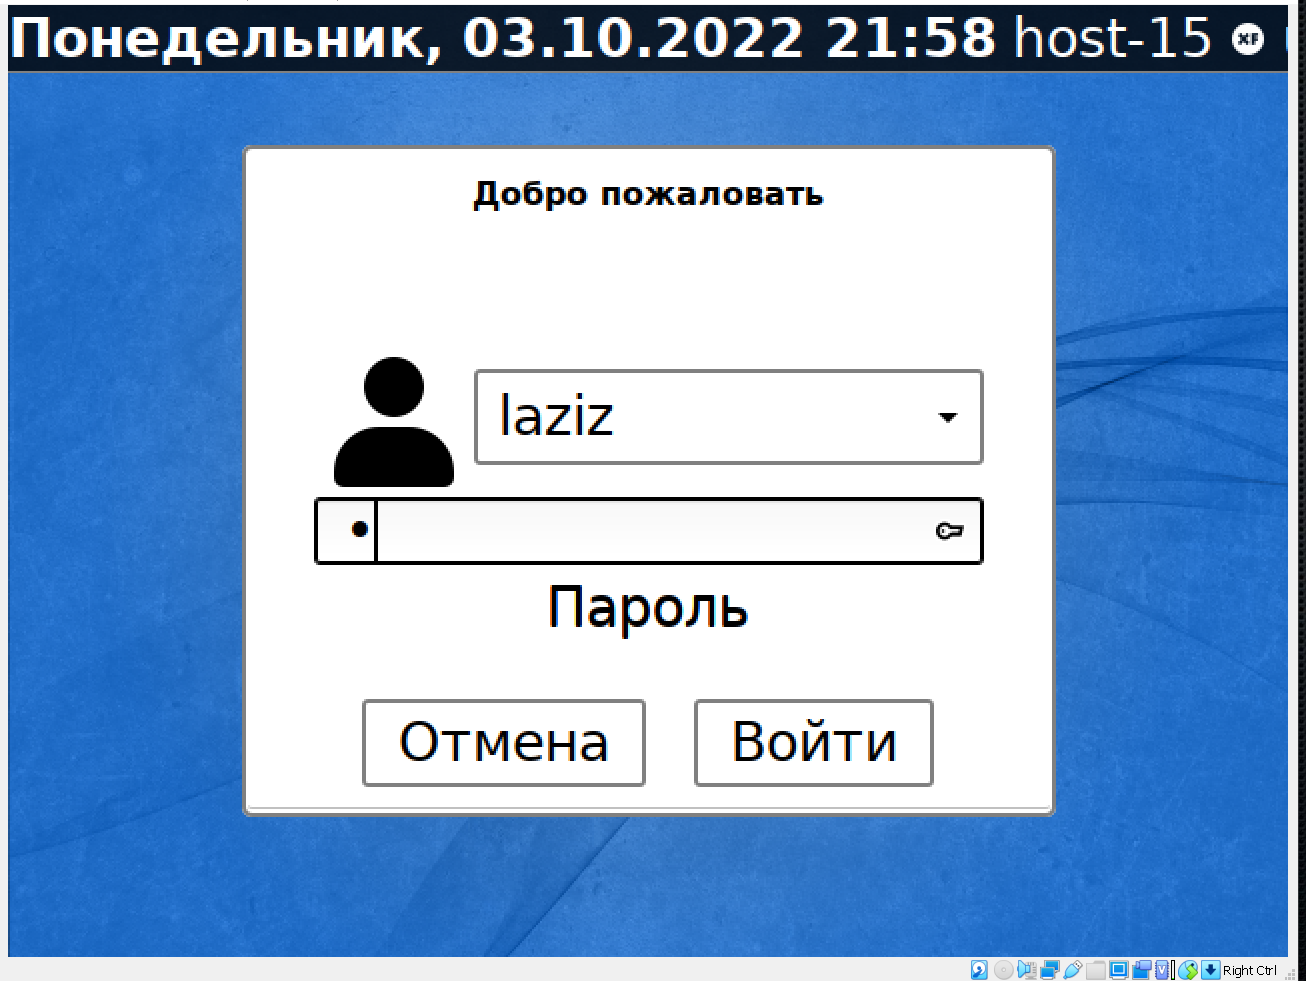 Понедельник, 03.10.2022 21:58 host-15
Добро пожаловать
laziz
Пароль
Отмена Войти
Right Ctrl